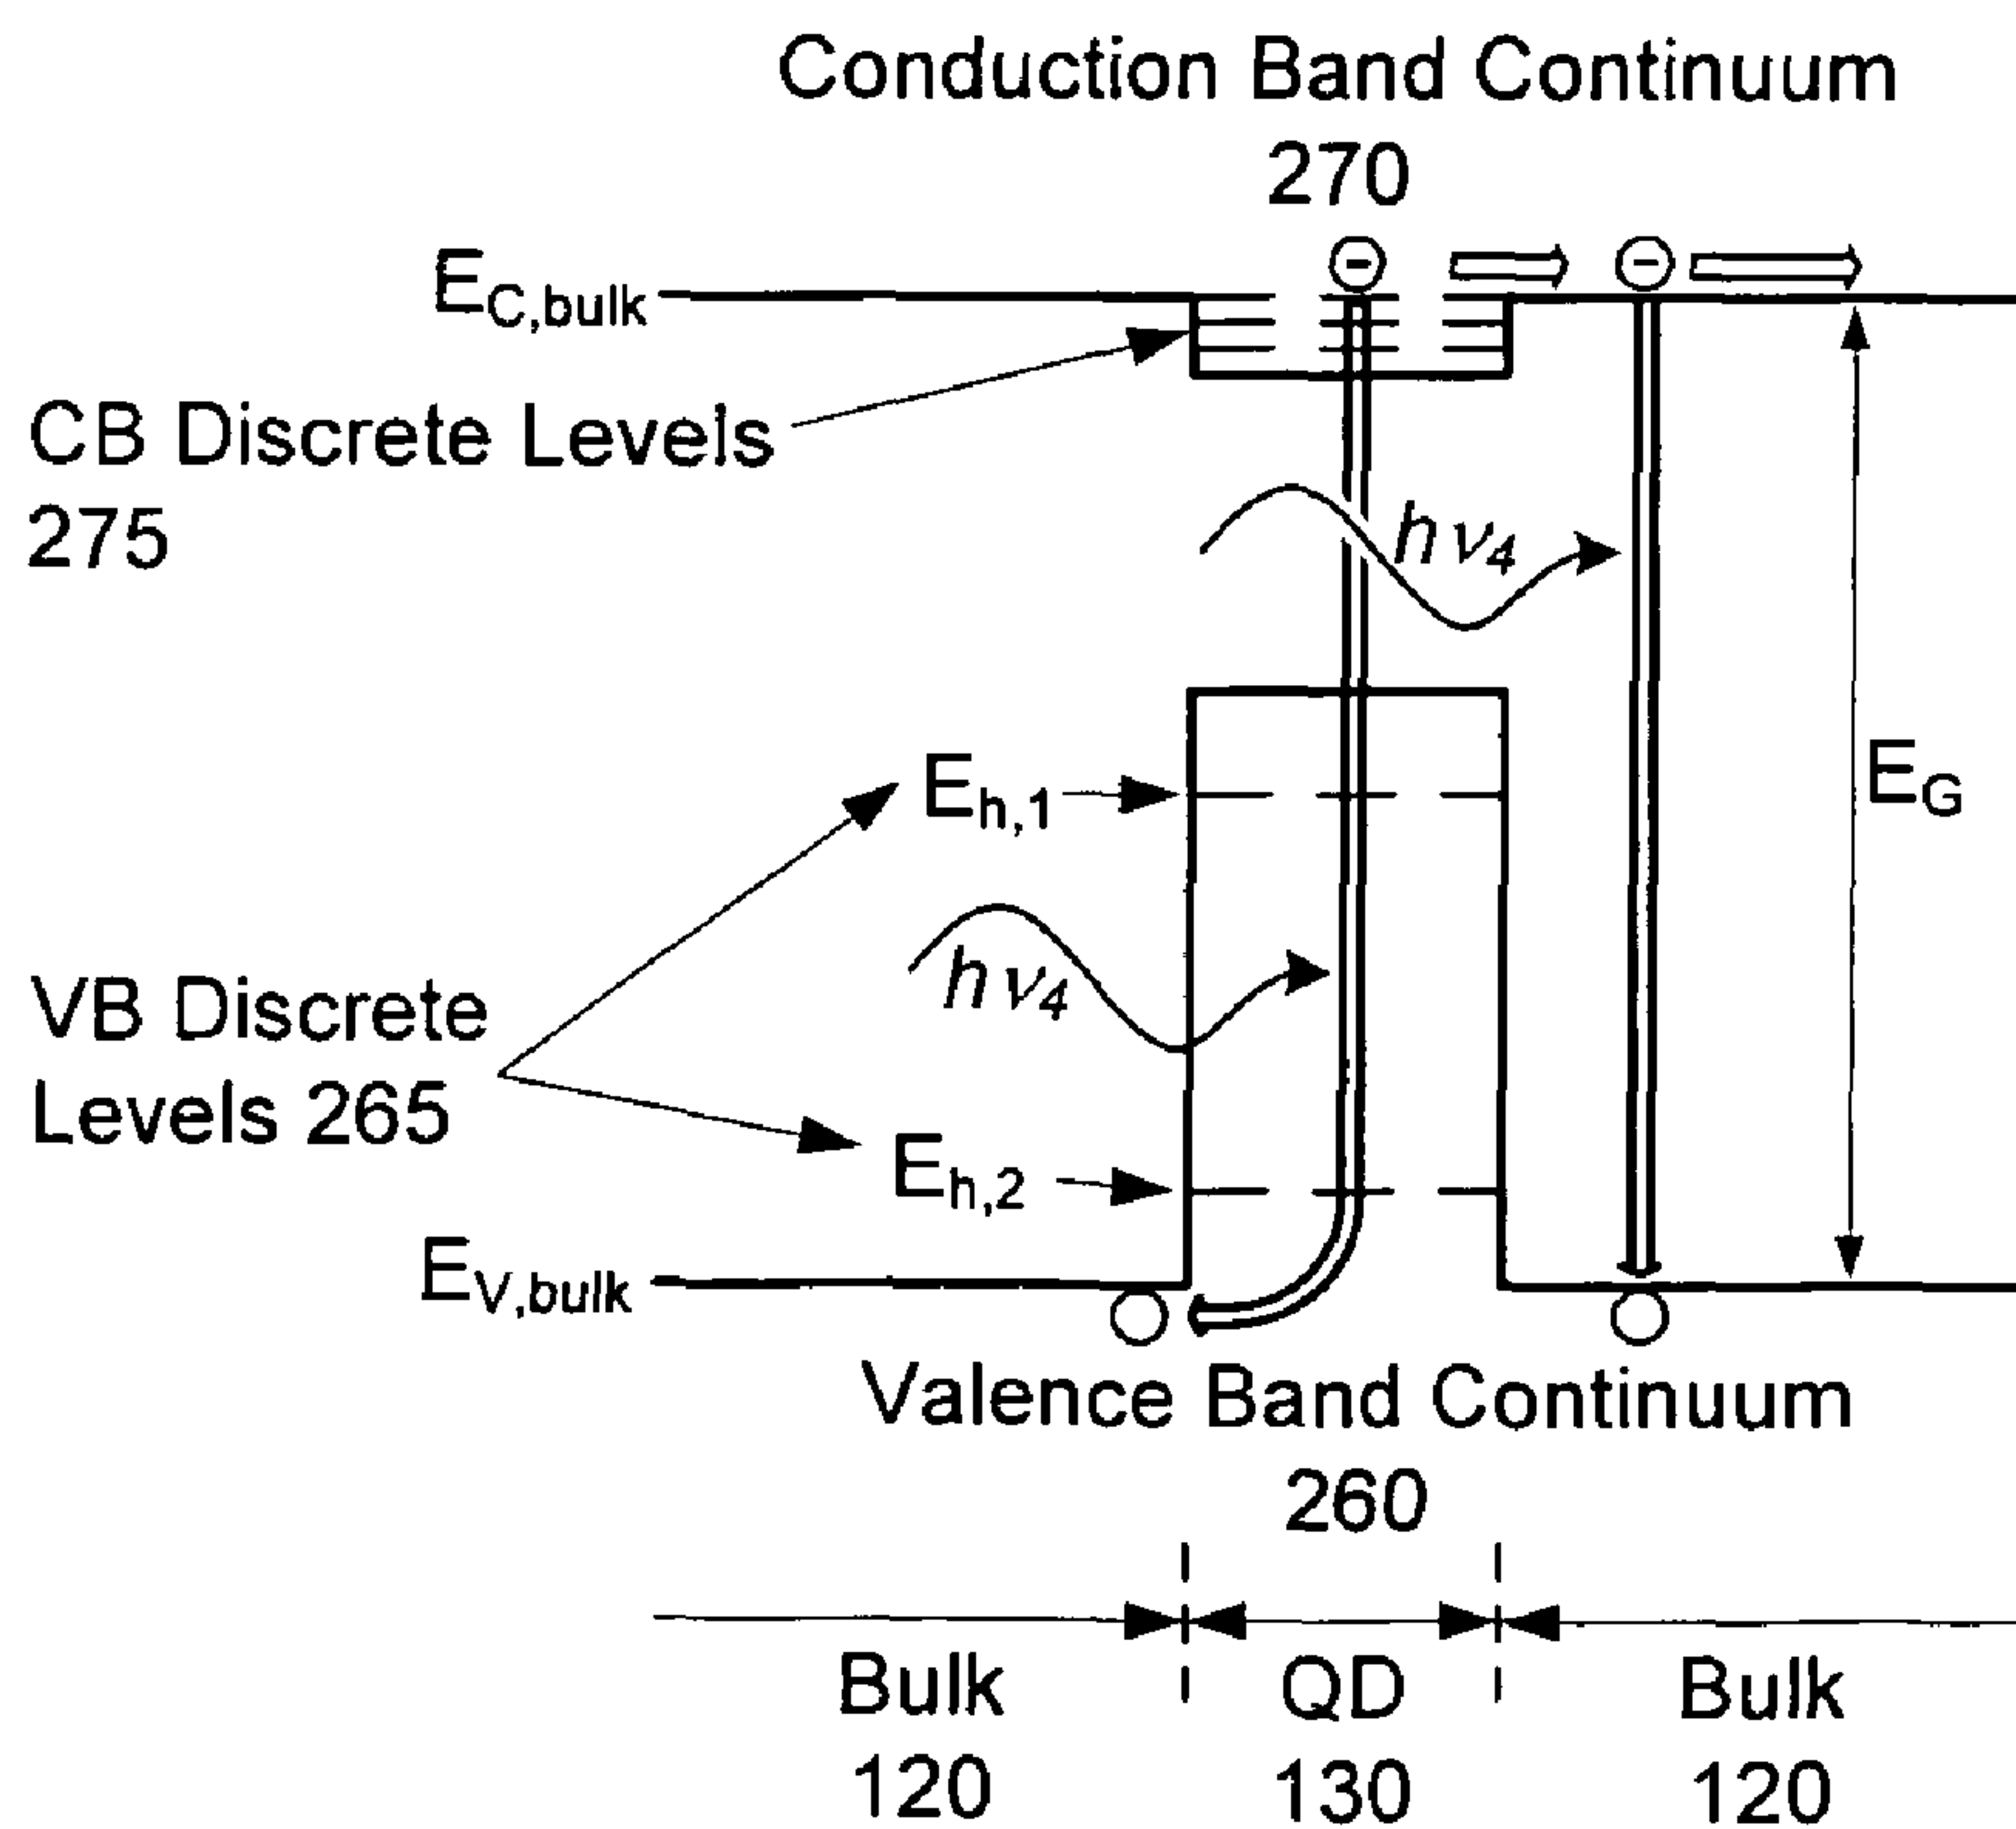 Conduction Band Continuum
270
E_C,bulk
CB Discrete Levels
275
hν4
E_h,1
E_G
hν4
VB Discrete
Levels 265
E_h,2
E_V,bulk
Valence Band Continuum
260
Bulk QD Bulk
120 130 120